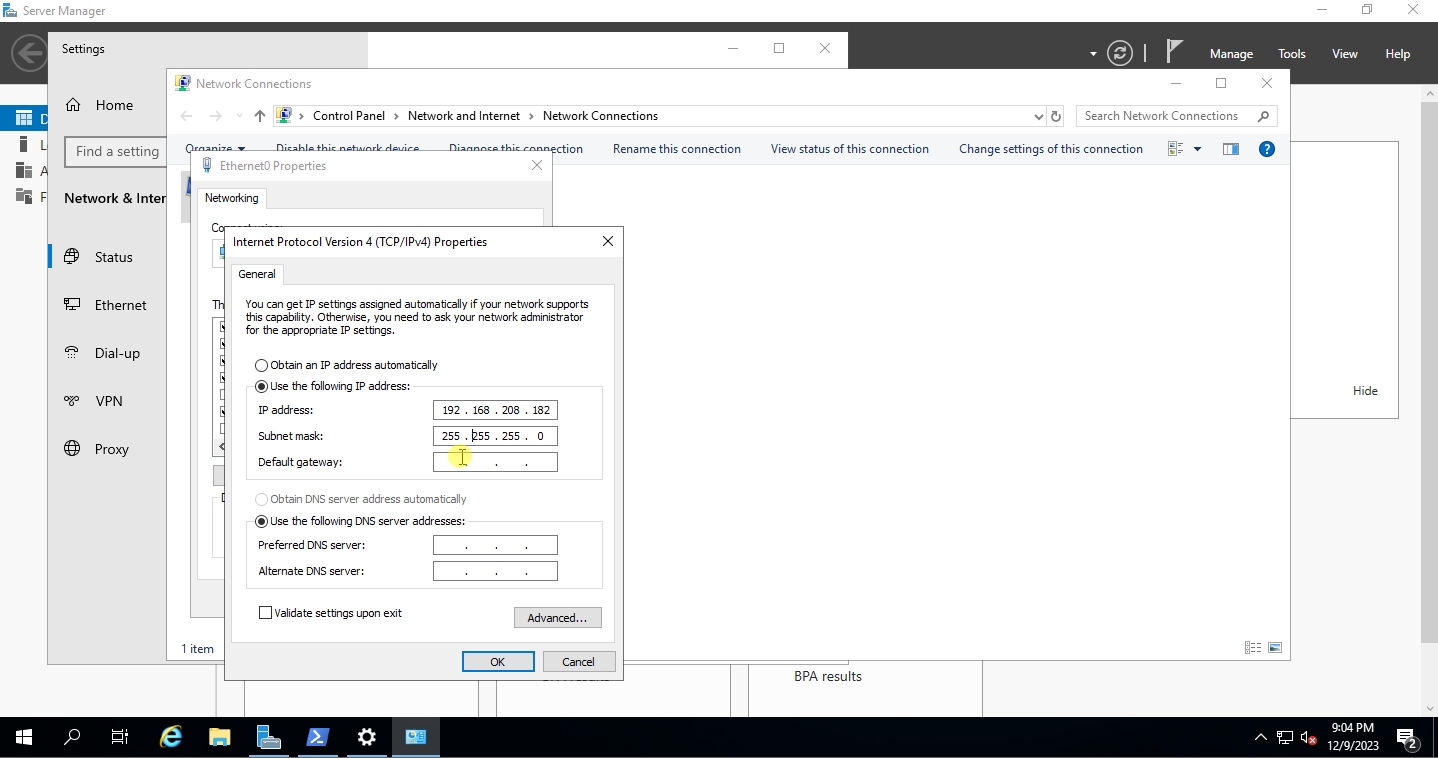 Server Manager
Manage
Tools
View
Help
Settings
Home
Find a setting
Network & Inter
Status
Ethernet
Dial-up
VPN
Proxy
Network Connections
Control Panel › Network and Internet › Network Connections
Search Network Connections
Organize
Disable this network device
Diagnose this connection
Rename this connection
View status of this connection
Change settings of this connection
Ethernet0 Properties
Networking
Internet Protocol Version 4 (TCP/IPv4) Properties
General
You can get IP settings assigned automatically if your network supports
this capability. Otherwise, you need to ask your network administrator
for the appropriate IP settings.
Obtain an IP address automatically
Use the following IP address:
IP address: 192 . 168 . 208 . 182
Subnet mask: 255 . 255 . 255 . 0
Default gateway: . . .
Obtain DNS server address automatically
Use the following DNS server addresses:
Preferred DNS server: . . .
Alternate DNS server: . . .
Validate settings upon exit
Advanced...
OK
Cancel
1 item
Hide
BPA results
9:04 PM
12/9/2023
2